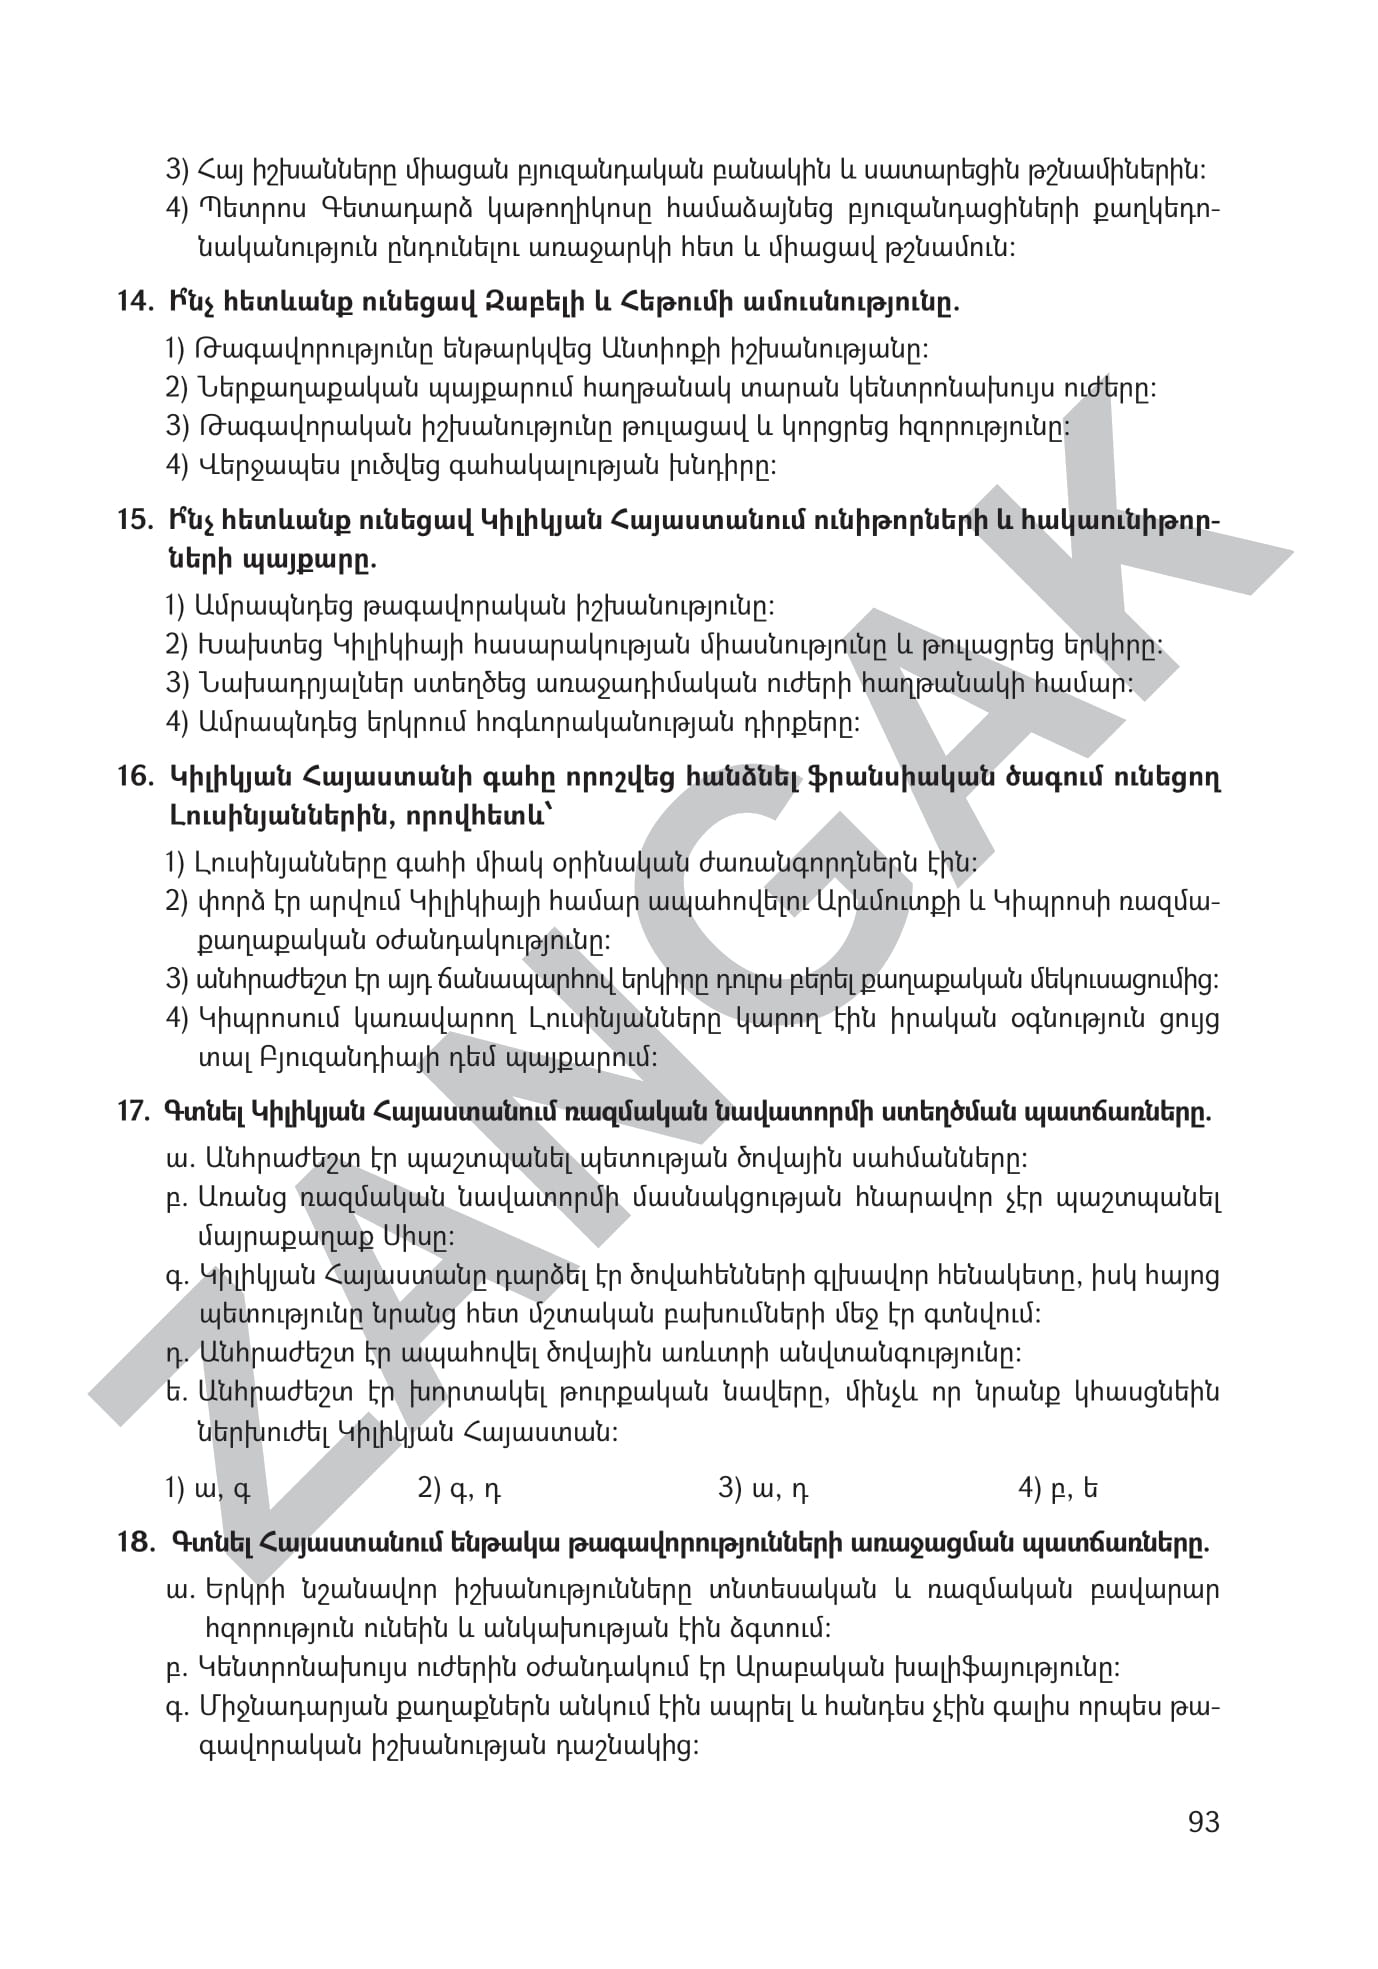 3) Հայ իշխանները միացան բյուզանդական բանակին և սատարեցին թշնամիներին։
4) Պետրոս Գետադարձ կաթողիկոսը համաձայնեց բյուզանդացիների քաղկեդո-
նականություն ընդունելու առաջարկի հետ և միացավ թշնամուն։
14. Ի՞նչ հետևանք ունեցավ Զաբելի և Հեթումի ամուսնությունը.
1) Թագավորությունը ենթարկվեց Անտիոքի իշխանությանը։
2) Ներքաղաքական պայքարում հաղթանակ տարան կենտրոնախույս ուժերը։
3) Թագավորական իշխանությունը թուլացավ և կորցրեց հզորությունը։
4) Վերջապես լուծվեց գահակալության խնդիրը։
15. Ի՞նչ հետևանք ունեցավ Կիլիկյան Հայաստանում ունիթորների և հակաունիթոր-
ների պայքարը.
1) Ամրապնդեց թագավորական իշխանությունը։
2) Խախտեց Կիլիկիայի հասարակության միասնությունը և թուլացրեց երկիրը։
3) Նախադրյալներ ստեղծեց առաջադիմական ուժերի հաղթանակի համար։
4) Ամրապնդեց երկրում հոգևորականության դիրքերը։
16. Կիլիկյան Հայաստանի գահը որոշվեց հանձնել ֆրանսիական ծագում ունեցող
Լուսինյաններին, որովհետև՝
1) Լուսինյանները գահի միակ օրինական ժառանգորդներն էին։
2) փորձ էր արվում Կիլիկիայի համար ապահովելու Արևմուտքի և Կիպրոսի ռազմա-
քաղաքական օժանդակությունը։
3) անհրաժեշտ էր այդ ճանապարհով երկիրը դուրս բերել քաղաքական մեկուսացումից։
4) Կիպրոսում կառավարող Լուսինյանները կարող էին իրական օգնություն ցույց
տալ Բյուզանդիայի դեմ պայքարում։
17. Գտնել Կիլիկյան Հայաստանում ռազմական նավատորմի ստեղծման պատճառները.
ա. Անհրաժեշտ էր պաշտպանել պետության ծովային սահմանները։
բ. Առանց ռազմական նավատորմի մասնակցության հնարավոր չէր պաշտպանել
մայրաքաղաք Սիսը։
գ. Կիլիկյան Հայաստանը դարձել էր ծովահենների գլխավոր հենակետը, իսկ հայոց
պետությունը նրանց հետ մշտական բախումների մեջ էր գտնվում։
դ. Անհրաժեշտ էր ապահովել ծովային առևտրի անվտանգությունը։
ե. Անհրաժեշտ էր խորտակել թուրքական նավերը, մինչև որ նրանք կհասցնեին
ներխուժել Կիլիկյան Հայաստան։
1) ա, գ 2) գ, դ 3) ա, դ 4) բ, ե
18. Գտնել Հայաստանում ենթակա թագավորությունների առաջացման պատճառները.
ա. Երկրի նշանավոր իշխանությունները տնտեսական և ռազմական բավարար
հզորություն ունեին և անկախության էին ձգտում։
բ. Կենտրոնախույս ուժերին օժանդակում էր Արաբական խալիֆայությունը։
գ. Միջնադարյան քաղաքներն անկում էին ապրել և հանդես չէին գալիս որպես թա-
գավորական իշխանության դաշնակից։
93
ZANGAK